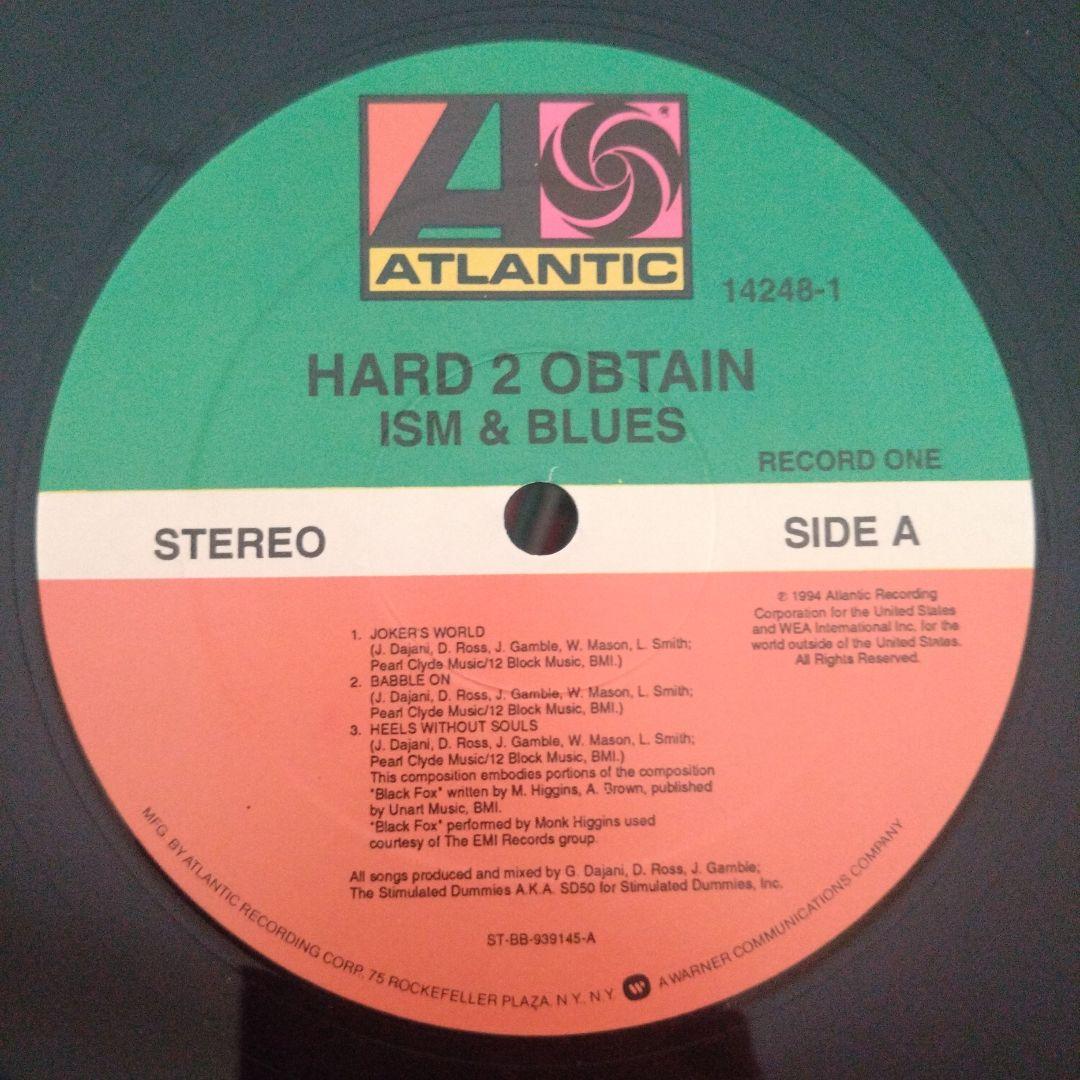 ATLANTIC
14248-1
HARD 2 OBTAIN
ISM & BLUES
RECORD ONE
STEREO
SIDE A
℗ 1994 Atlantic Recording
Corporation for the United States
and WEA International Inc. for the
world outside of the United States.
All Rights Reserved.
1. JOKER'S WORLD
(J. Dajani, D. Ross, J. Gamble, W. Mason, L. Smith;
Pearl Clyde Music/12 Block Music, BMI.)
2. BABBLE ON
(J. Dajani, D. Ross, J. Gamble, W. Mason, L. Smith;
Pearl Clyde Music/12 Block Music, BMI.)
3. HEELS WITHOUT SOULS
(J. Dajani, D. Ross, J. Gamble, W. Mason, L. Smith;
Pearl Clyde Music/12 Block Music, BMI.)
This composition embodies portions of the composition
"Black Fox" written by M. Higgins, A. Brown, published
by Unart Music, BMI.
"Black Fox" performed by Monk Higgins used
courtesy of The EMI Records group.
All songs produced and mixed by G. Dajani, D. Ross, J. Gamble;
The Stimulated Dummies A.K.A. SD50 for Stimulated Dummies, Inc.
ST-BB-939145-A
MFG. BY ATLANTIC RECORDING CORP., 75 ROCKEFELLER PLAZA, N.Y., N.Y. A WARNER COMMUNICATIONS COMPANY